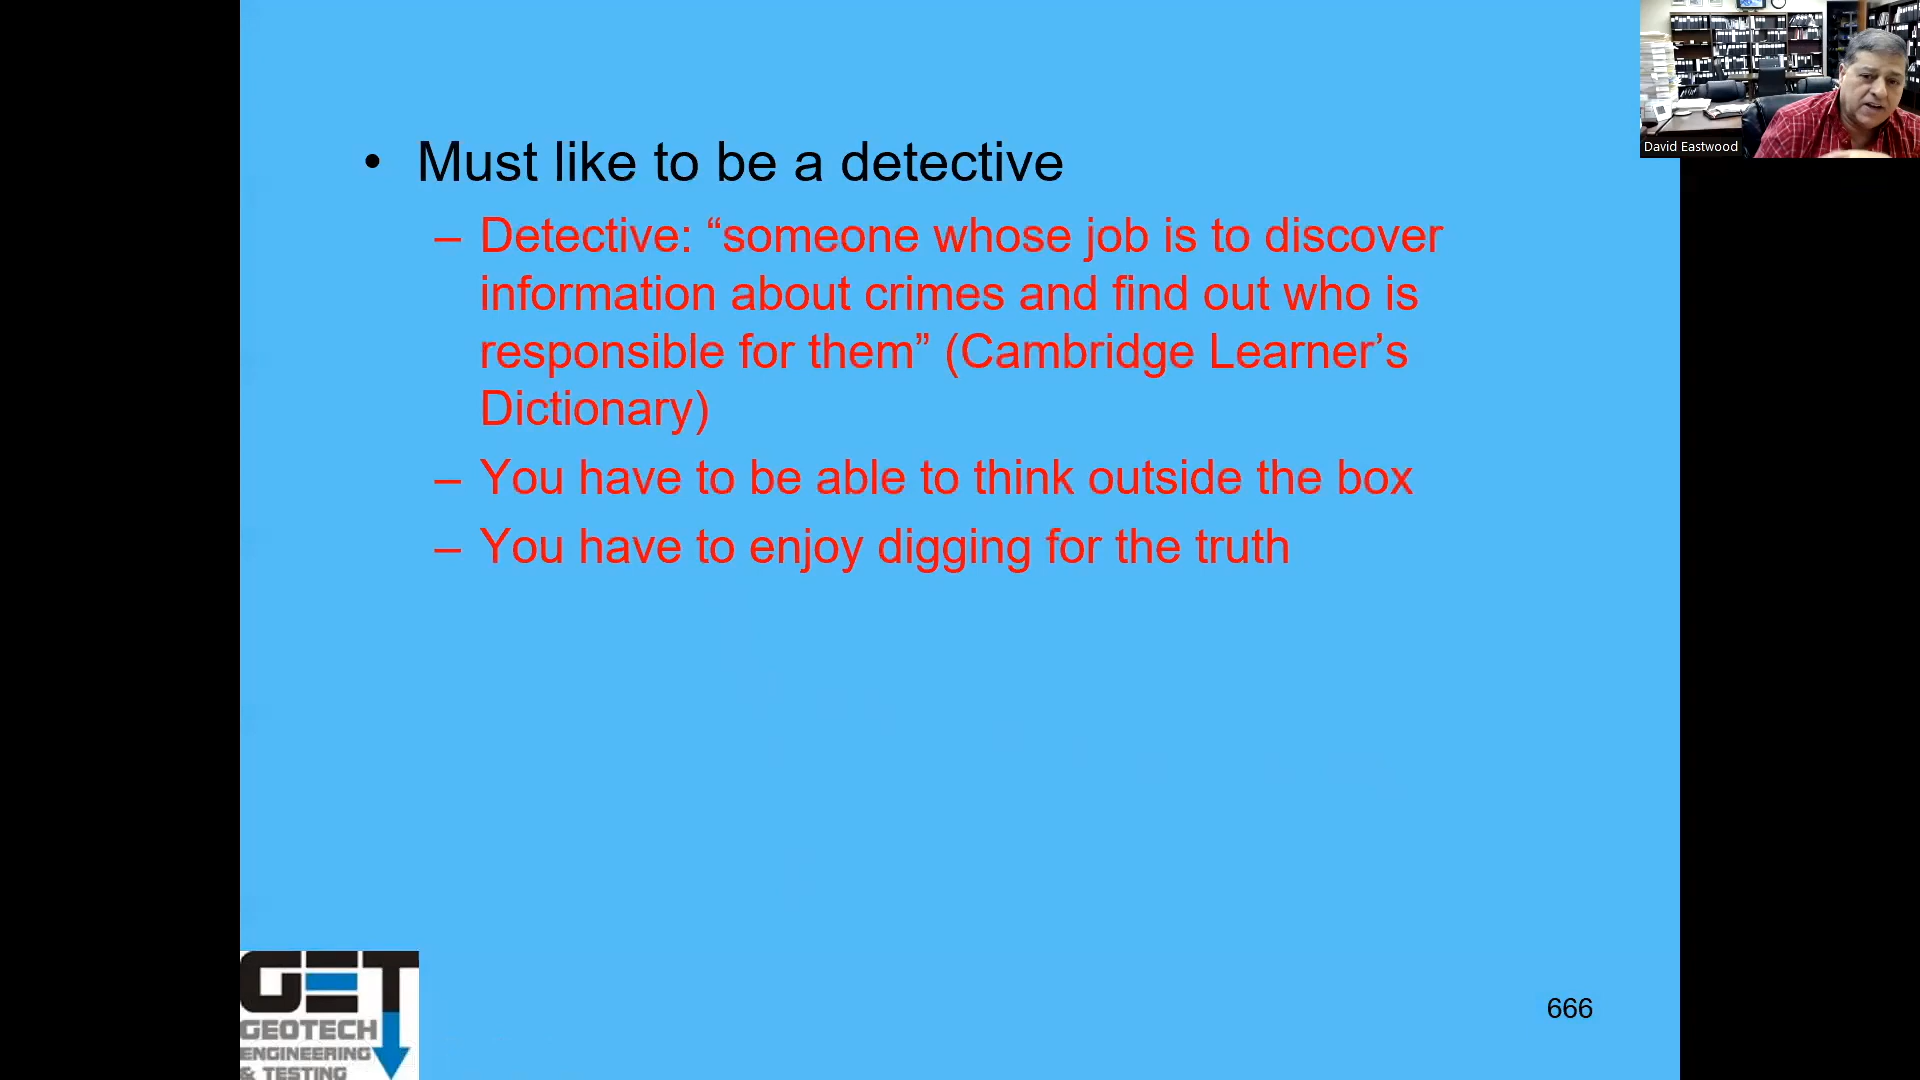 • Must like to be a detective
– Detective: “someone whose job is to discover
information about crimes and find out who is
responsible for them” (Cambridge Learner’s
Dictionary)
– You have to be able to think outside the box
– You have to enjoy digging for the truth
David Eastwood
GET
GEOTECH
ENGINEERING
& TESTING
666